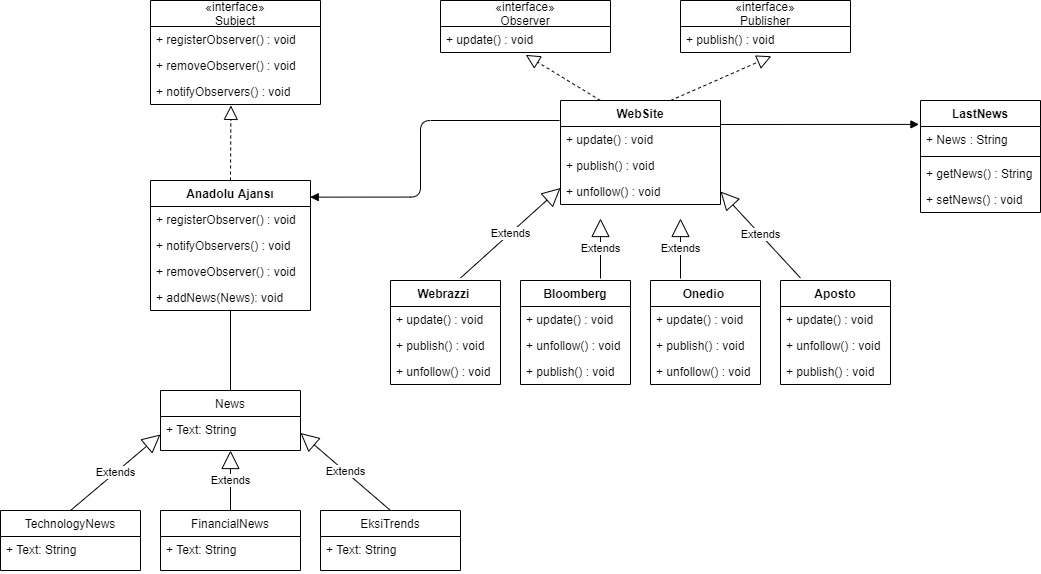 «interface»
Subject
+ registerObserver() : void
+ removeObserver() : void
+ notifyObservers() : void
«interface»
Observer
+ update() : void
«interface»
Publisher
+ publish() : void
WebSite
+ update() : void
+ publish() : void
+ unfollow() : void
LastNews
+ News : String
+ getNews() : String
+ setNews() : void
Anadolu Ajansı
+ registerObserver() : void
+ notifyObservers() : void
+ removeObserver() : void
+ addNews(News): void
Extends
Extends
Extends
Extends
Webrazzi
+ update() : void
+ publish() : void
+ unfollow() : void
Bloomberg
+ update() : void
+ unfollow() : void
+ publish() : void
Onedio
+ update() : void
+ publish() : void
+ unfollow() : void
Aposto
+ update() : void
+ unfollow() : void
+ publish() : void
News
+ Text: String
Extends
Extends
Extends
TechnologyNews
+ Text: String
FinancialNews
+ Text: String
EksiTrends
+ Text: String